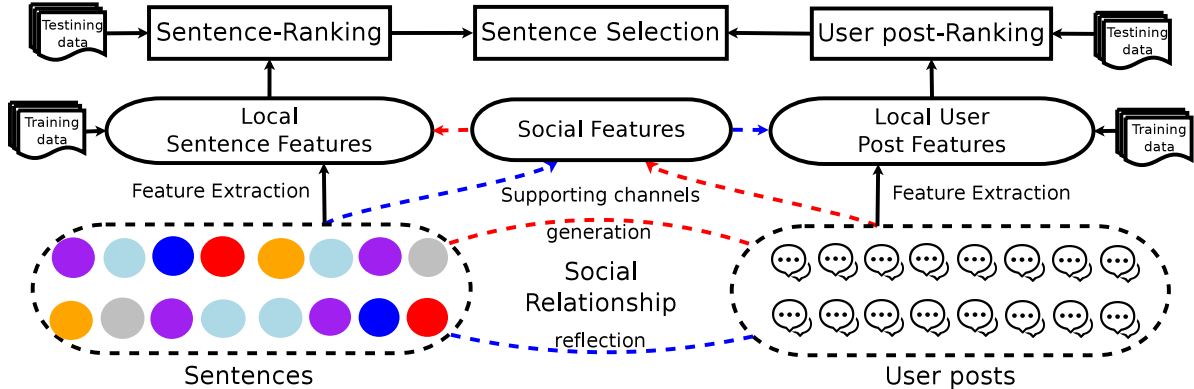 Testining
data
Sentence-Ranking
Sentence Selection
User post-Ranking
Testining
data
Training
data
Local
Sentence Features
Social Features
Local User
Post Features
Training
data
Feature Extraction
Supporting channels
Feature Extraction
generation
Social
Relationship
reflection
Sentences
User posts